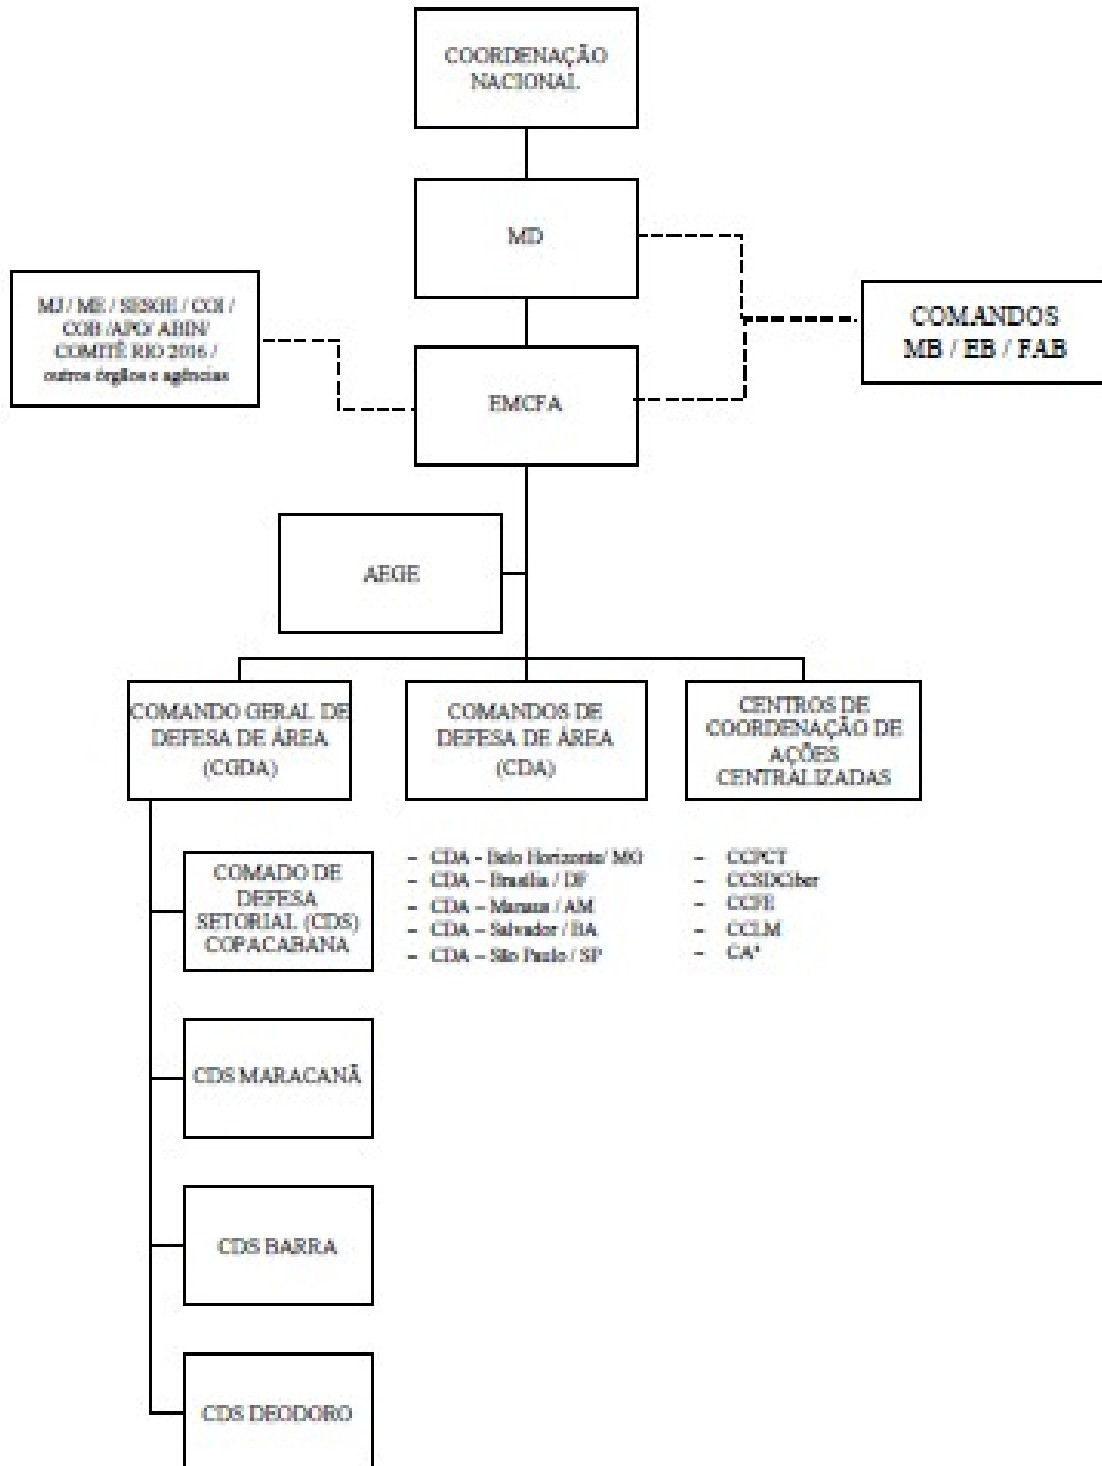 COORDENAÇÃO
NACIONAL
MD
MJ / ME / SESGE / COI /
COB /APO/ ABIN/
COMITÊ RIO 2016 /
outros órgãos e agências
COMANDOS
MB / EB / FAB
EMCFA
AEGE
COMANDO GERAL DE
DEFESA DE ÁREA
(CGDA)
COMANDOS DE
DEFESA DE ÁREA
(CDA)
CENTROS DE
COORDENAÇÃO DE
AÇÕES
CENTRALIZADAS
COMADO DE
DEFESA
SETORIAL (CDS)
COPACABANA
- CDA - Belo Horizonte/ MG
- CDA – Brasília / DF
- CDA – Manaus / AM
- CDA – Salvador / BA
- CDA – São Paulo / SP
- CCPCT
- CCSDCiber
- CCFE
- CCLM
- CA*
CDS MARACANÃ
CDS BARRA
CDS DEODORO